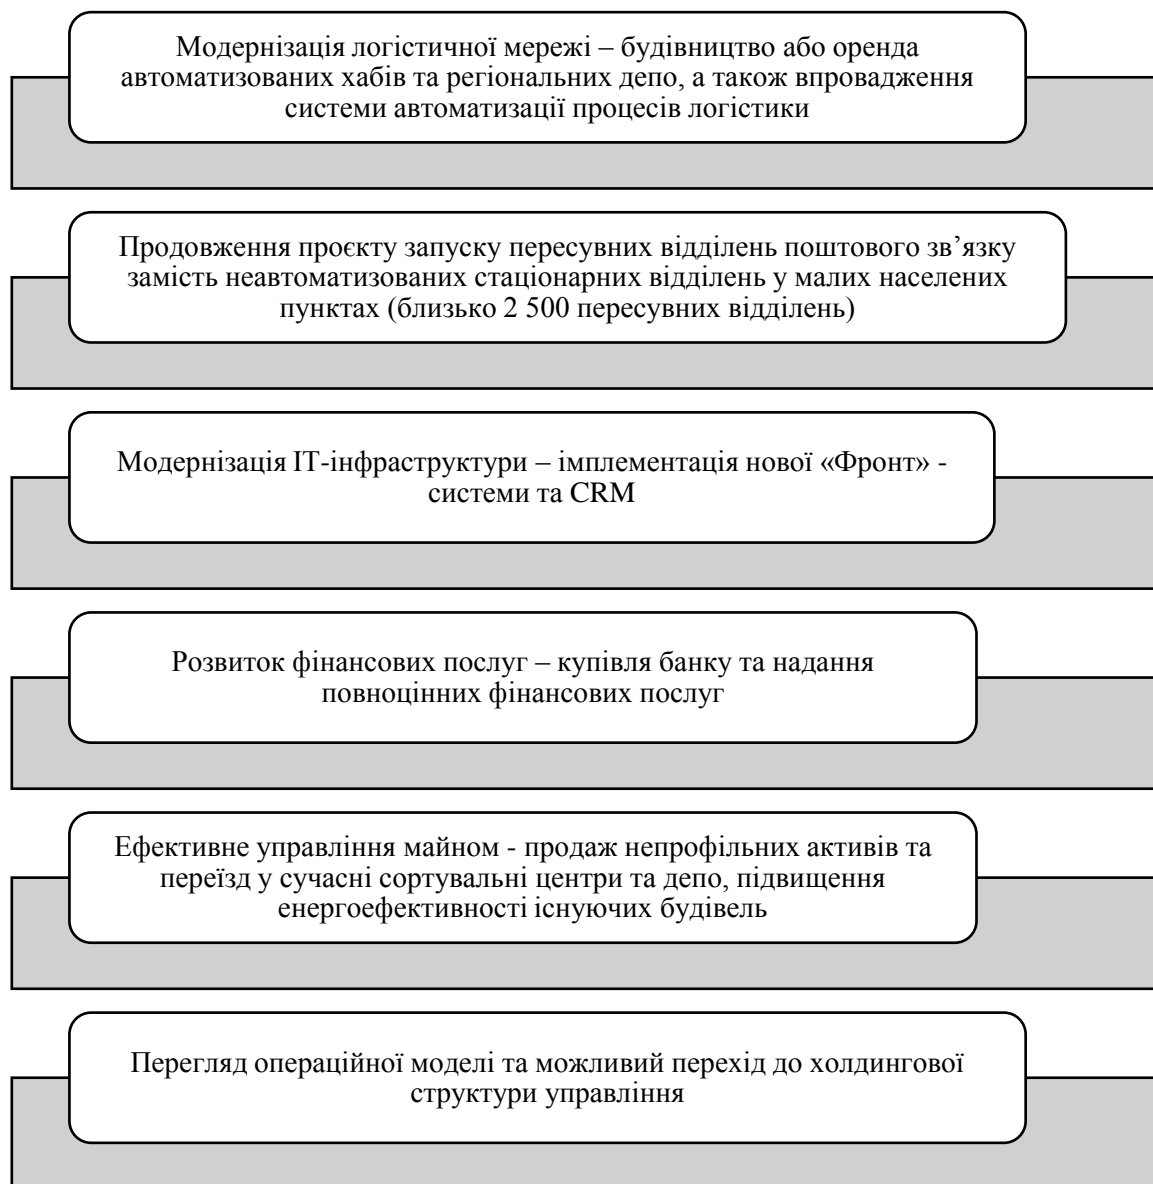 Модернізація логістичної мережі – будівництво або оренда
автоматизованих хабів та регіональних депо, а також впровадження
системи автоматизації процесів логістики
Продовження проєкту запуску пересувних відділень поштового зв’язку
замість неавтоматизованих стаціонарних відділень у малих населених
пунктах (близько 2 500 пересувних відділень)
Модернізація ІТ-інфраструктури – імплементація нової «Фронт» -
системи та CRM
Розвиток фінансових послуг – купівля банку та надання
повноцінних фінансових послуг
Ефективне управління майном - продаж непрофільних активів та
переїзд у сучасні сортувальні центри та депо, підвищення
енергоефективності існуючих будівель
Перегляд операційної моделі та можливий перехід до холдингової
структури управління